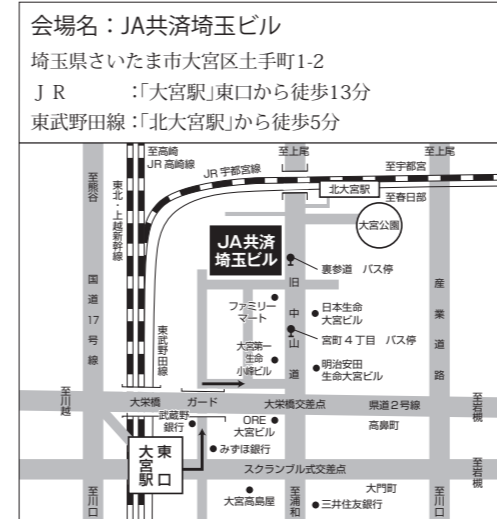 会場名：JA共済埼玉ビル
埼玉県さいたま市大宮区土手町1-2
ＪＲ　　　：「大宮駅」東口から徒歩13分
東武野田線：「北大宮駅」から徒歩5分
至熊谷
東北・上越新幹線
至高崎
JR 高崎線
JR 宇都宮線
至上尾
北大宮駅
至宇都宮
至春日部
至上尾
大宮公園
JA共済
埼玉ビル
裏参道　バス停
国道17号線
東武野田線
ファミリー
マート
旧中山道
日本生命
大宮ビル
産業道路
宮町４丁目　バス停
大宮第一
生命
小峰ビル
明治安田
生命大宮ビル
至川越
大栄橋
ガード
大栄橋交差点
県道２号線
至岩槻
武蔵野
銀行
ORE
大宮ビル
高鼻町
東口
大宮駅
みずほ銀行
スクランブル式交差点
至岩槻
至川口
大宮高島屋
至浦和
大門町
三井住友銀行
至川口